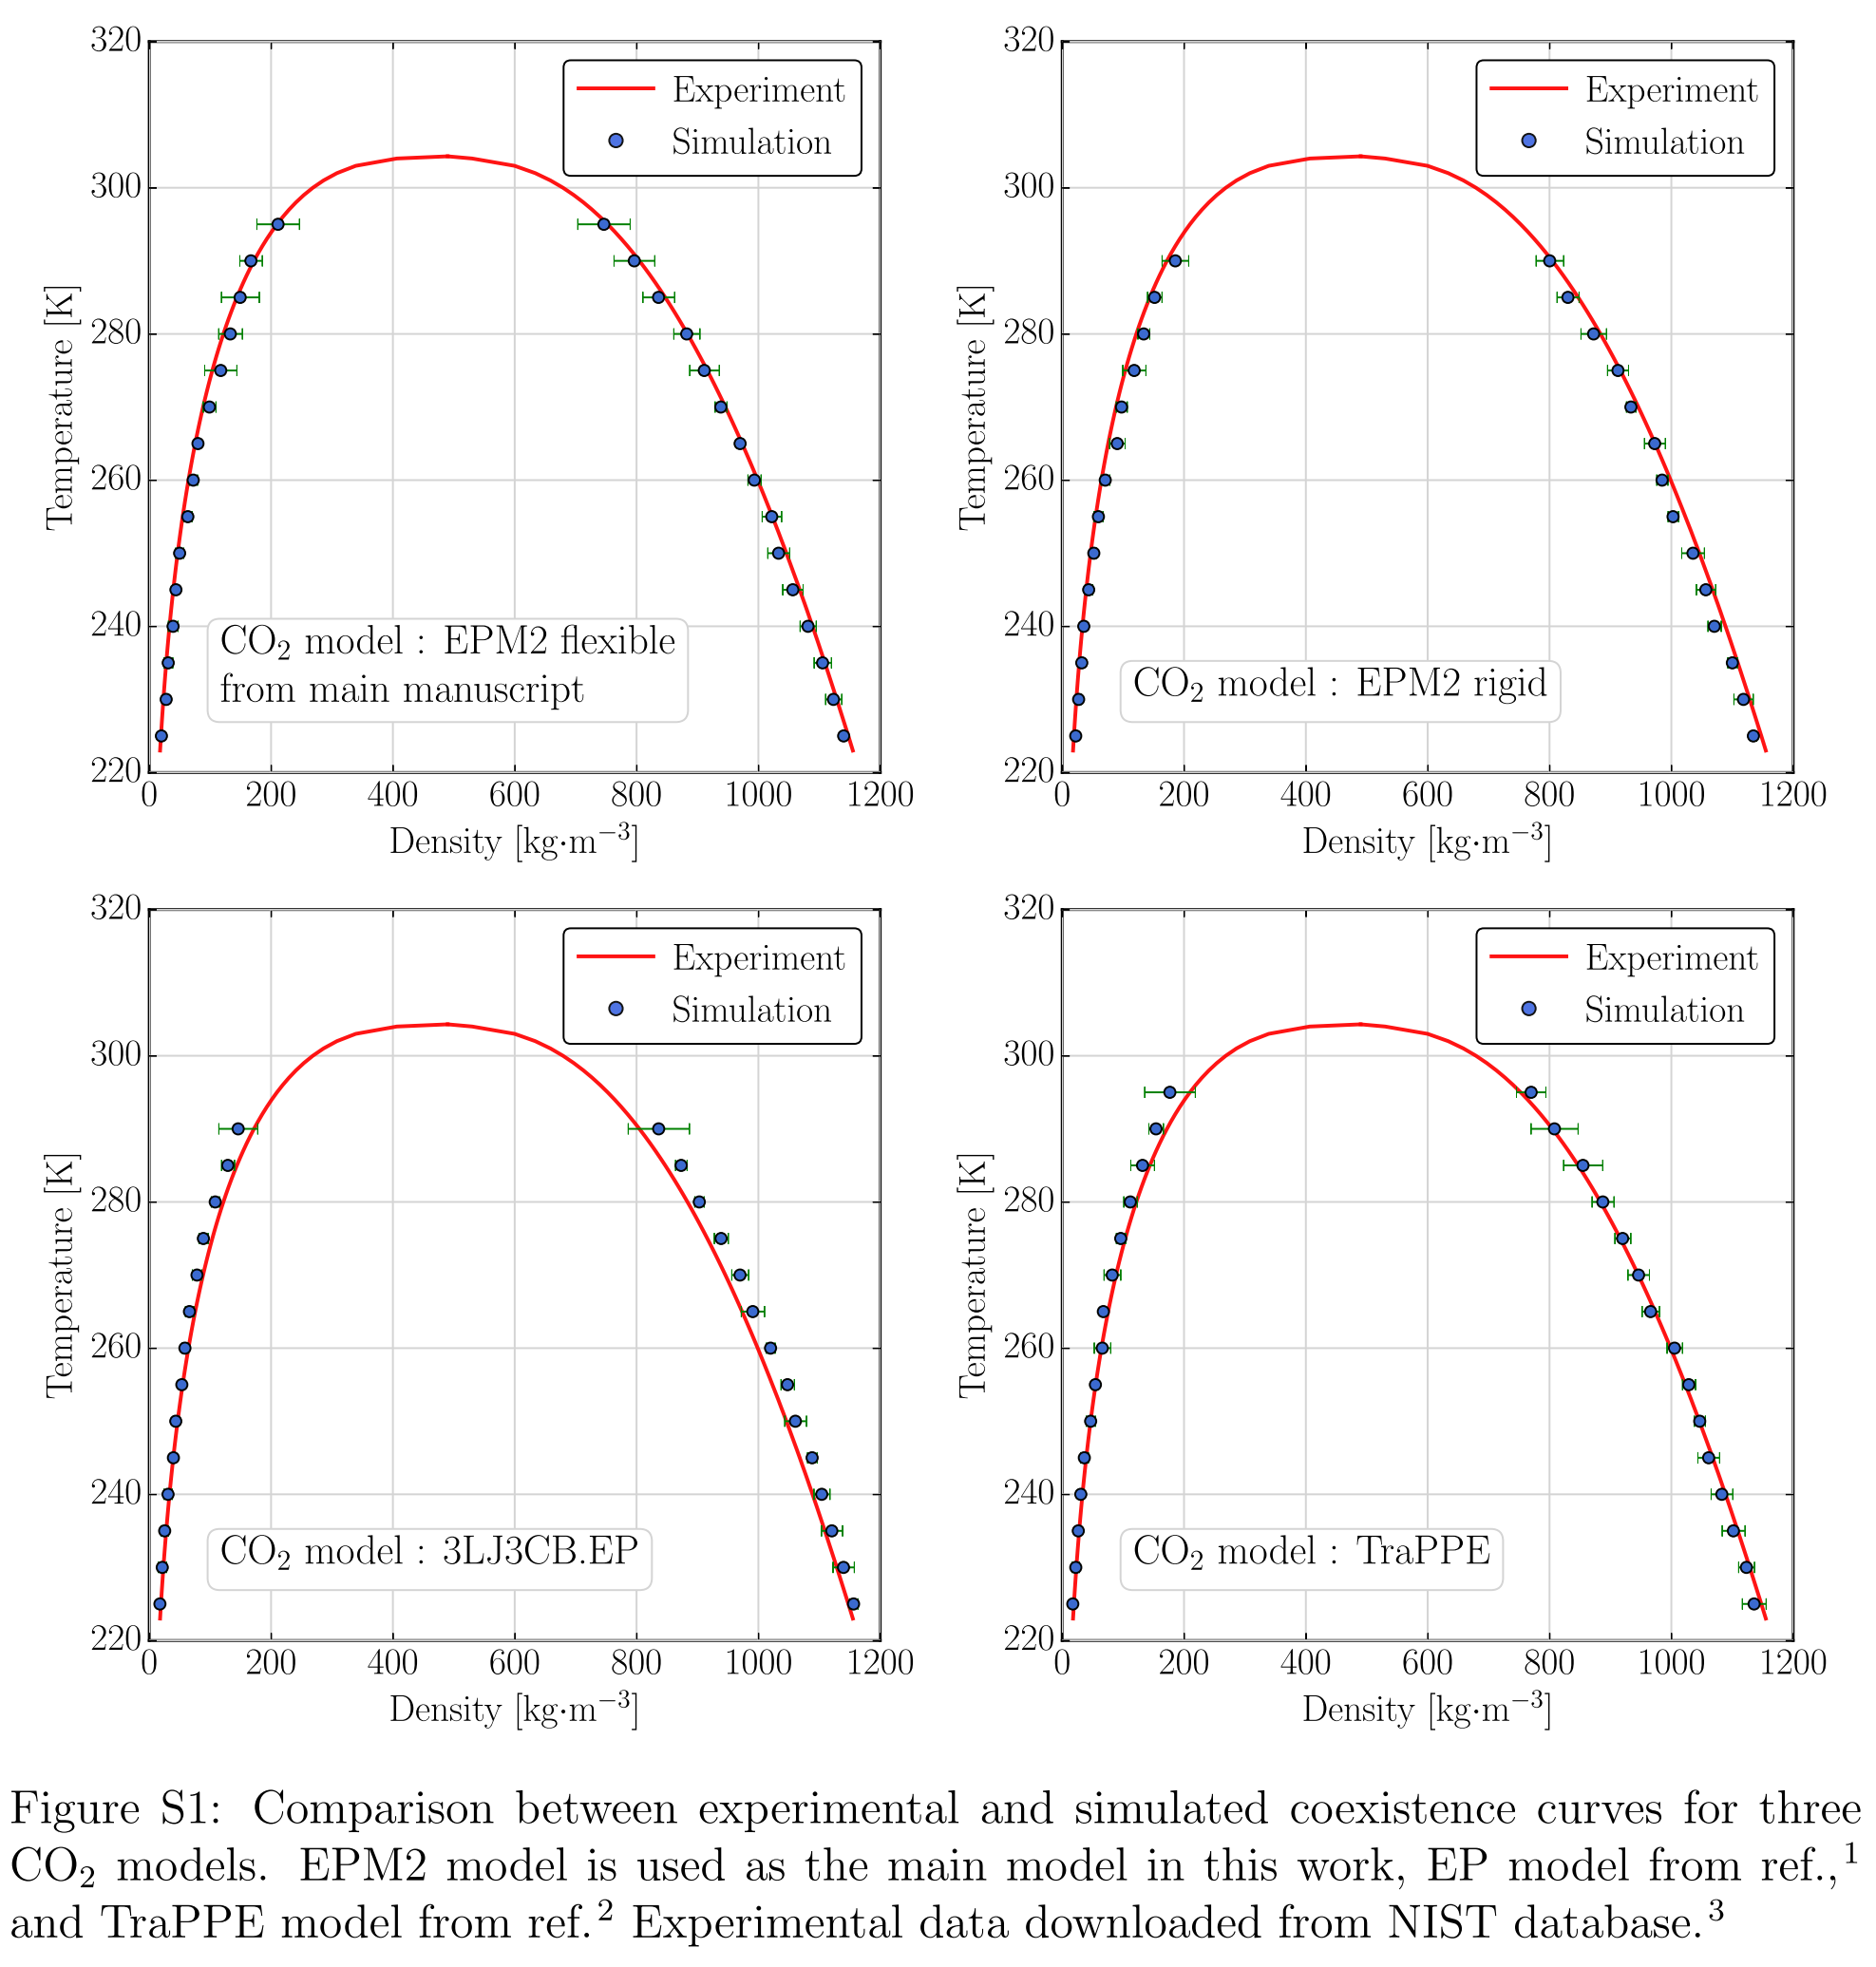 320
300
280
260
240
220
0 200 400 600 800 1000 1200
Temperature [K]
Density [kg·m⁻³]
Experiment
Simulation
CO₂ model : EPM2 flexible
from main manuscript
320
300
280
260
240
220
0 200 400 600 800 1000 1200
Temperature [K]
Density [kg·m⁻³]
Experiment
Simulation
CO₂ model : EPM2 rigid
320
300
280
260
240
220
0 200 400 600 800 1000 1200
Temperature [K]
Density [kg·m⁻³]
Experiment
Simulation
CO₂ model : 3LJ3CB.EP
320
300
280
260
240
220
0 200 400 600 800 1000 1200
Temperature [K]
Density [kg·m⁻³]
Experiment
Simulation
CO₂ model : TraPPE
Figure S1: Comparison between experimental and simulated coexistence curves for three
CO₂ models. EPM2 model is used as the main model in this work, EP model from ref.,¹
and TraPPE model from ref.² Experimental data downloaded from NIST database.³